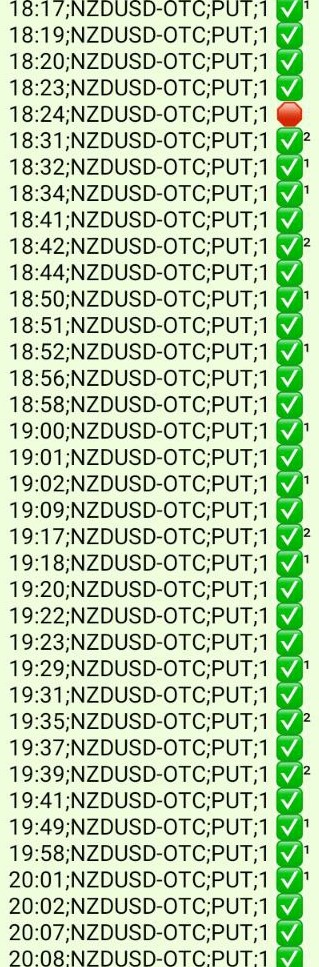 18:17;NZDUSD-OTC;PUT;1 ✅¹
18:19;NZDUSD-OTC;PUT;1 ✅
18:20;NZDUSD-OTC;PUT;1 ✅
18:23;NZDUSD-OTC;PUT;1 ✅
18:24;NZDUSD-OTC;PUT;1 🛑
18:31;NZDUSD-OTC;PUT;1 ✅²
18:32;NZDUSD-OTC;PUT;1 ✅¹
18:34;NZDUSD-OTC;PUT;1 ✅¹
18:41;NZDUSD-OTC;PUT;1 ✅
18:42;NZDUSD-OTC;PUT;1 ✅²
18:44;NZDUSD-OTC;PUT;1 ✅
18:50;NZDUSD-OTC;PUT;1 ✅¹
18:51;NZDUSD-OTC;PUT;1 ✅
18:52;NZDUSD-OTC;PUT;1 ✅¹
18:56;NZDUSD-OTC;PUT;1 ✅
18:58;NZDUSD-OTC;PUT;1 ✅
19:00;NZDUSD-OTC;PUT;1 ✅¹
19:01;NZDUSD-OTC;PUT;1 ✅
19:02;NZDUSD-OTC;PUT;1 ✅¹
19:09;NZDUSD-OTC;PUT;1 ✅
19:17;NZDUSD-OTC;PUT;1 ✅²
19:18;NZDUSD-OTC;PUT;1 ✅¹
19:20;NZDUSD-OTC;PUT;1 ✅
19:22;NZDUSD-OTC;PUT;1 ✅
19:23;NZDUSD-OTC;PUT;1 ✅
19:29;NZDUSD-OTC;PUT;1 ✅¹
19:31;NZDUSD-OTC;PUT;1 ✅
19:35;NZDUSD-OTC;PUT;1 ✅²
19:37;NZDUSD-OTC;PUT;1 ✅
19:39;NZDUSD-OTC;PUT;1 ✅²
19:41;NZDUSD-OTC;PUT;1 ✅
19:49;NZDUSD-OTC;PUT;1 ✅¹
19:58;NZDUSD-OTC;PUT;1 ✅¹
20:01;NZDUSD-OTC;PUT;1 ✅¹
20:02;NZDUSD-OTC;PUT;1 ✅
20:07;NZDUSD-OTC;PUT;1 ✅
20:08;NZDUSD-OTC;PUT;1 ✅